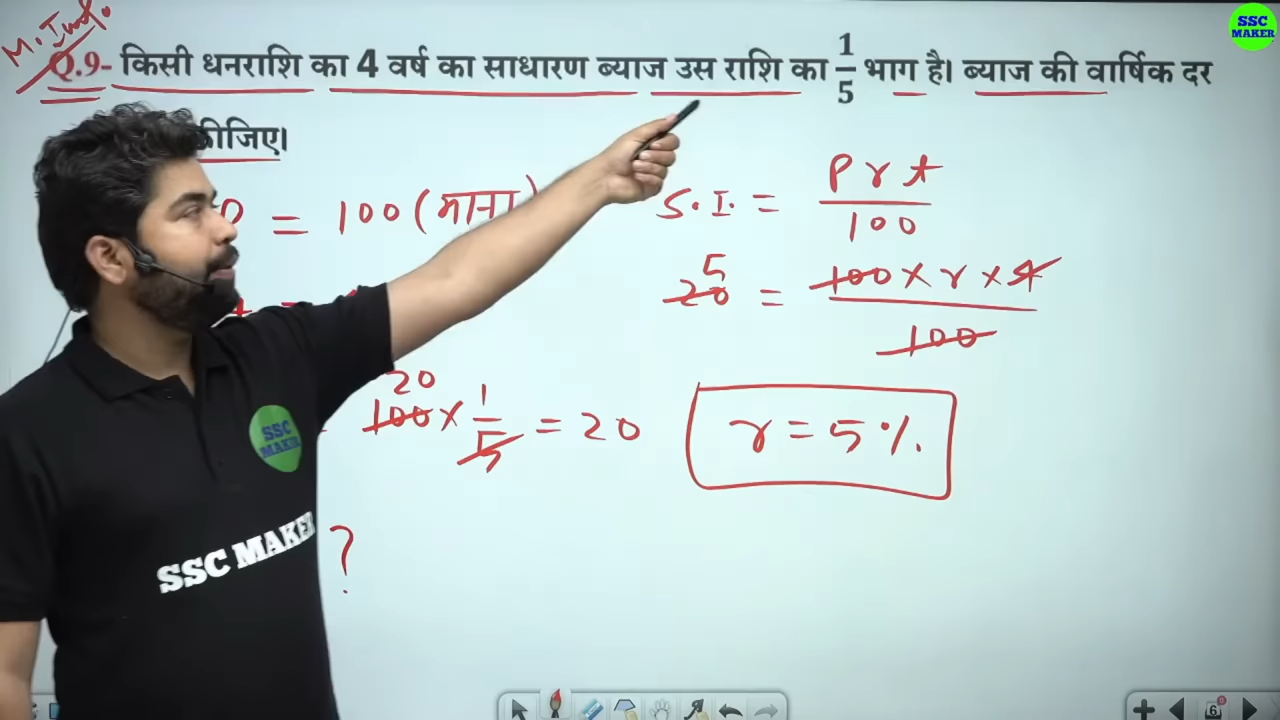 SSC MAKER
M. Imp.
Q.9- किसी धनराशि का 4 वर्ष का साधारण ब्याज उस राशि का 1/5 भाग है। ब्याज की वार्षिक दर
कीजिए।
= 100 (माना)
S.I. = P r t / 100
20 5 = 100 × r × 4 / 100
20
100 × 1/5 = 20
r = 5%
?
SSC MAKER
SSC MAKER
6